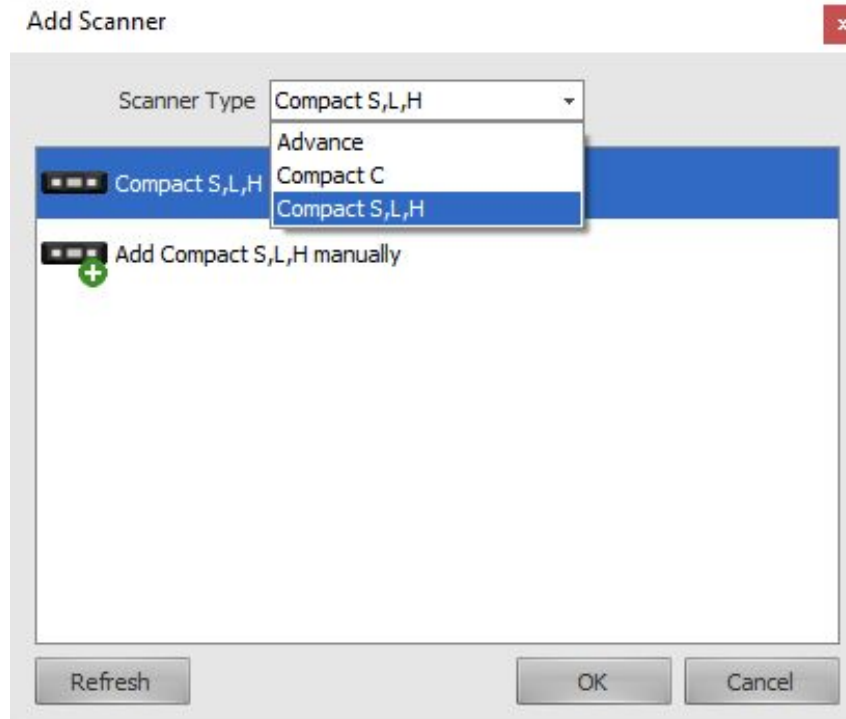 Add Scanner
x
Scanner Type Compact S,L,H
Advance
Compact C
Compact S,L,H
Compact S,L,H
Add Compact S,L,H manually
Refresh OK Cancel